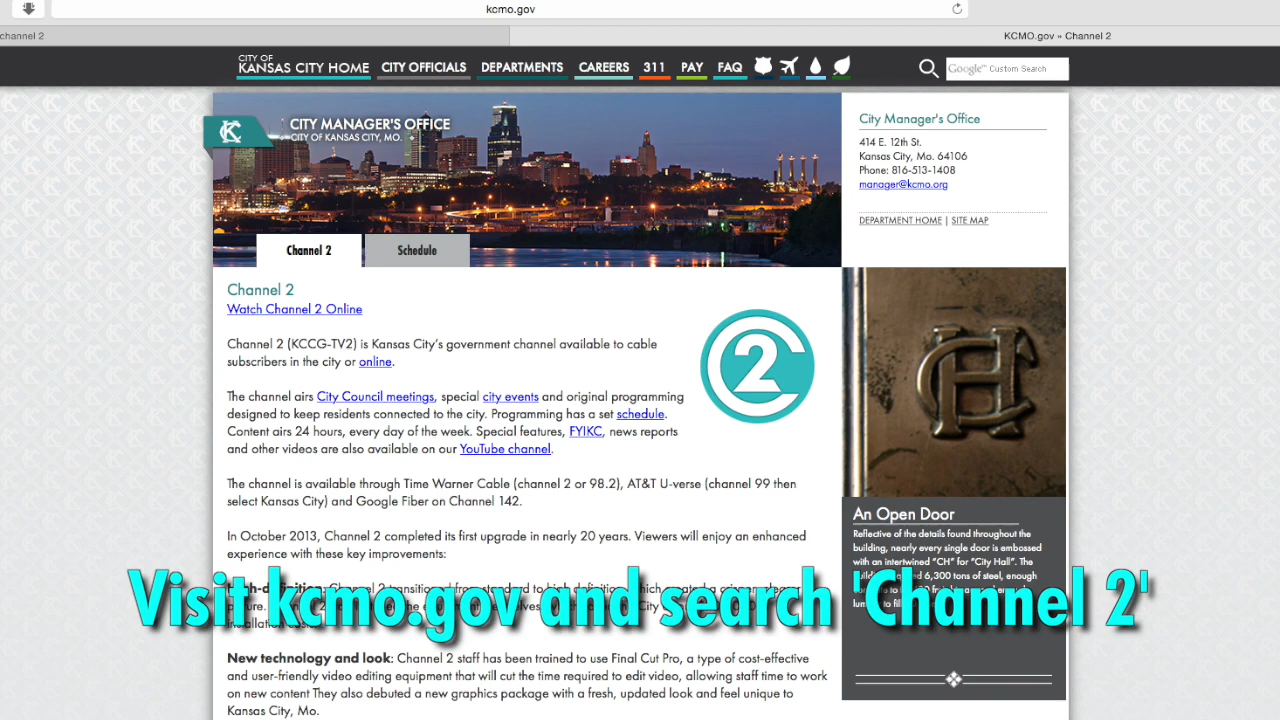 kcmo.gov
channel 2
KCMO.gov » Channel 2
CITY OF
KANSAS CITY HOME
CITY OFFICIALS
DEPARTMENTS
CAREERS
311
PAY
FAQ
Google™ Custom Search
KC
CITY MANAGER'S OFFICE
CITY OF KANSAS CITY, MO.
City Manager's Office
414 E. 12th St.
Kansas City, Mo. 64106
Phone: 816-513-1408
manager@kcmo.org
DEPARTMENT HOME | SITE MAP
Channel 2
Schedule
Channel 2
Watch Channel 2 Online
Channel 2 (KCCG-TV2) is Kansas City's government channel available to cable
subscribers in the city or online.
2
The channel airs City Council meetings, special city events and original programming
designed to keep residents connected to the city. Programming has a set schedule.
Content airs 24 hours, every day of the week. Special features, FYIKC, news reports
and other videos are also available on our YouTube channel.
The channel is available through Time Warner Cable (channel 2 or 98.2), AT&T U-verse (channel 99 then
select Kansas City) and Google Fiber on Channel 142.
In October 2013, Channel 2 completed its first upgrade in nearly 20 years. Viewers will enjoy an enhanced
experience with these key improvements:
CH
An Open Door
Reflective of the details found throughout the
building, nearly every single door is embossed
with an intertwined "CH" for "City Hall". The
6,300 tons of steel, enough
Visit kcmo.gov and search 'Channel 2'
New technology and look: Channel 2 staff has been trained to use Final Cut Pro, a type of cost-effective
and user-friendly video editing equipment that will cut the time required to edit video, allowing staff time to work
on new content They also debuted a new graphics package with a fresh, updated look and feel unique to
Kansas City, Mo.